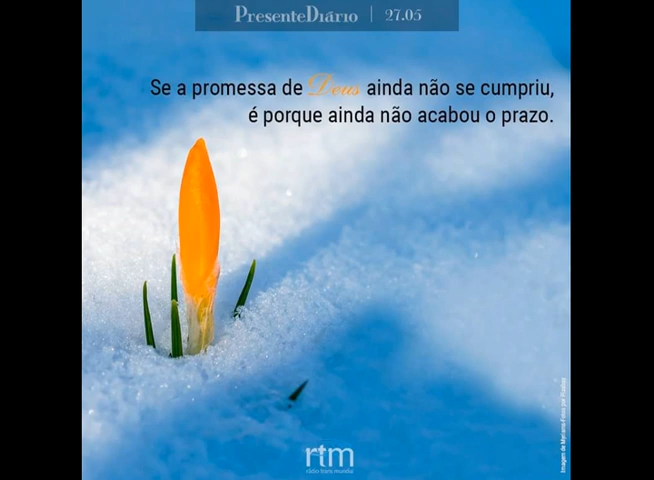 PresenteDiário | 27.05
Se a promessa de Deus ainda não se cumpriu,
é porque ainda não acabou o prazo.
rtm
rádio trans mundial